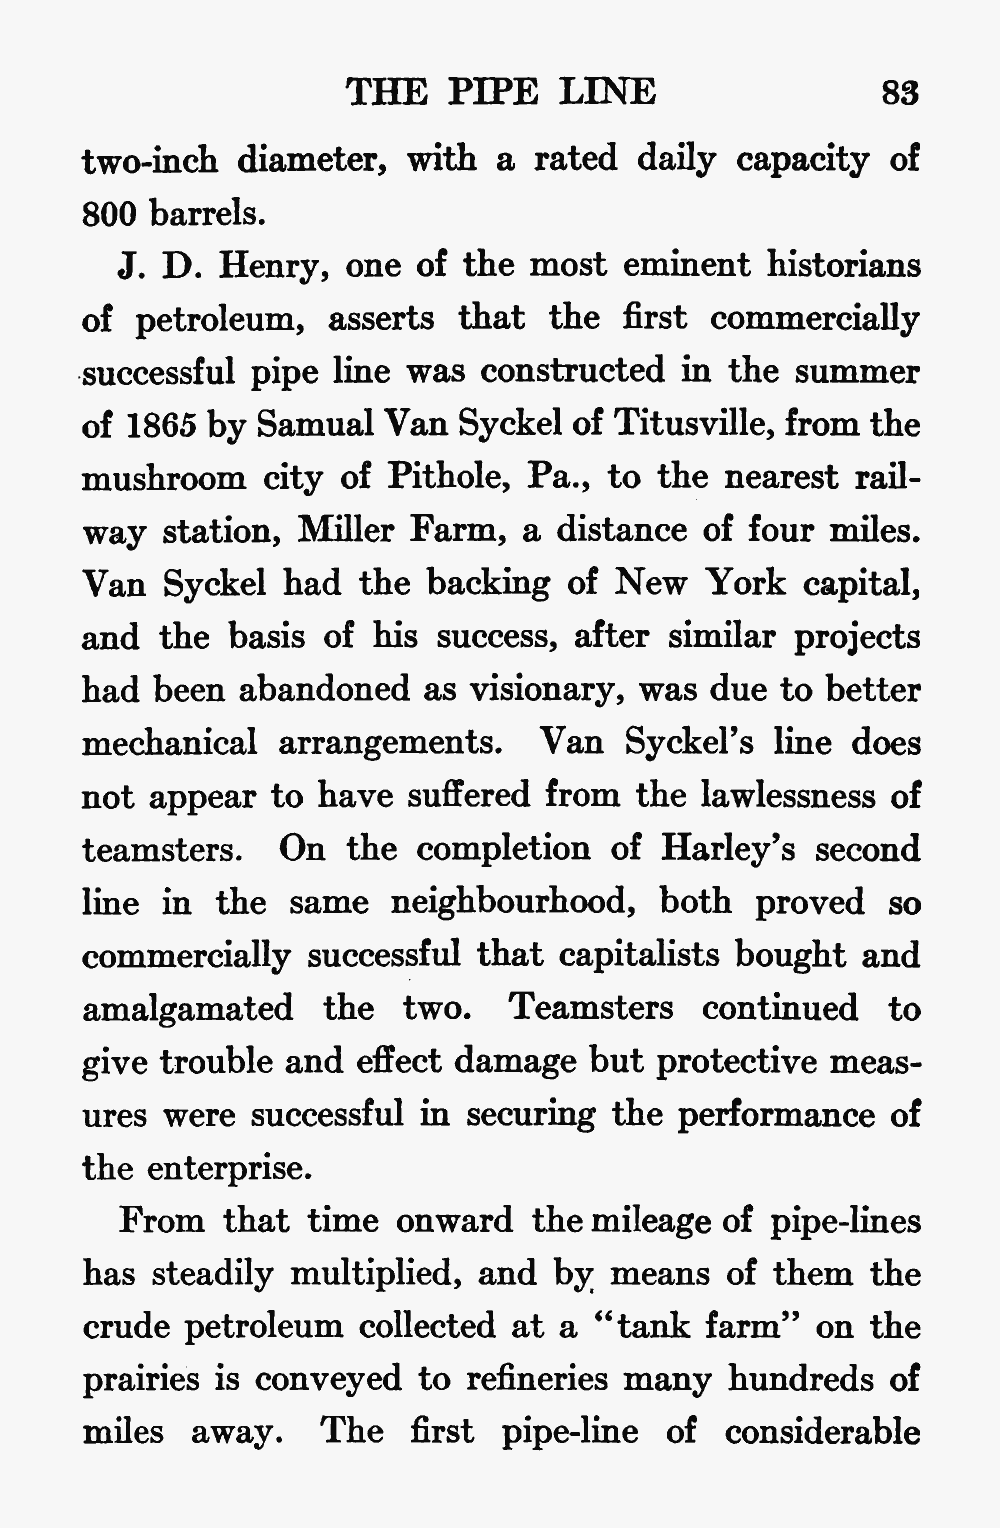 THE PIPE LINE 83
two-inch diameter, with a rated daily capacity of
800 barrels.
J. D. Henry, one of the most eminent historians
of petroleum, asserts that the first commercially
successful pipe line was constructed in the summer
of 1865 by Samual Van Syckel of Titusville, from the
mushroom city of Pithole, Pa., to the nearest rail-
way station, Miller Farm, a distance of four miles.
Van Syckel had the backing of New York capital,
and the basis of his success, after similar projects
had been abandoned as visionary, was due to better
mechanical arrangements. Van Syckel's line does
not appear to have suffered from the lawlessness of
teamsters. On the completion of Harley's second
line in the same neighbourhood, both proved so
commercially successful that capitalists bought and
amalgamated the two. Teamsters continued to
give trouble and effect damage but protective meas-
ures were successful in securing the performance of
the enterprise.
From that time onward the mileage of pipe-lines
has steadily multiplied, and by means of them the
crude petroleum collected at a "tank farm" on the
prairies is conveyed to refineries many hundreds of
miles away. The first pipe-line of considerable